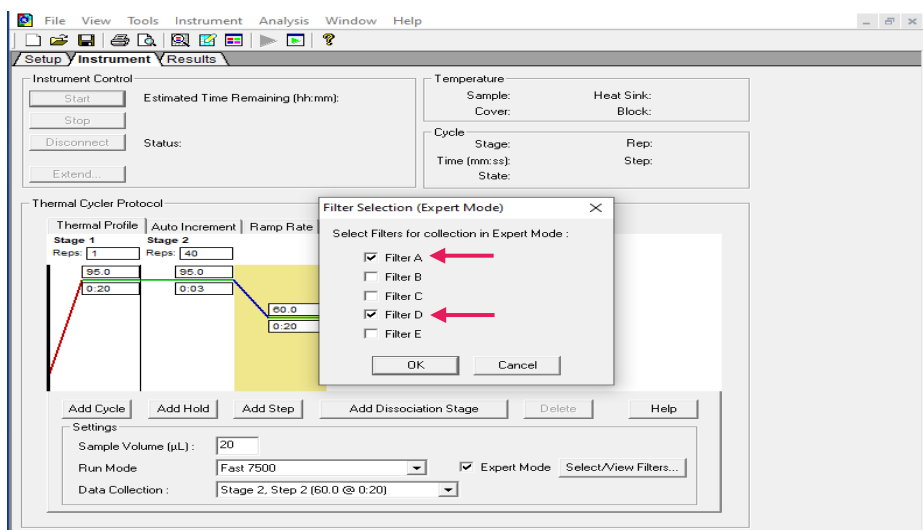 File View Tools Instrument Analysis Window Help
Setup Instrument Results
Instrument Control
Start Estimated Time Remaining (hh:mm):
Stop
Disconnect Status:
Extend...
Temperature
Sample: Heat Sink:
Cover: Block:
Cycle
Stage: Rep:
Time (mm:ss): Step:
State:
Thermal Cycler Protocol
Thermal Profile Auto Increment Ramp Rate
Stage 1 Stage 2
Reps: 1 Reps: 40
95.0 95.0
0:20 0:03
60.0
0:20
Filter Selection (Expert Mode)
Select Filters for collection in Expert Mode :
Filter A
Filter B
Filter C
Filter D
Filter E
OK Cancel
Add Cycle Add Hold Add Step Add Dissociation Stage Delete Help
Settings
Sample Volume (µL) : 20
Run Mode Fast 7500 Expert Mode Select/View Filters...
Data Collection : Stage 2, Step 2 (60.0 @ 0:20)